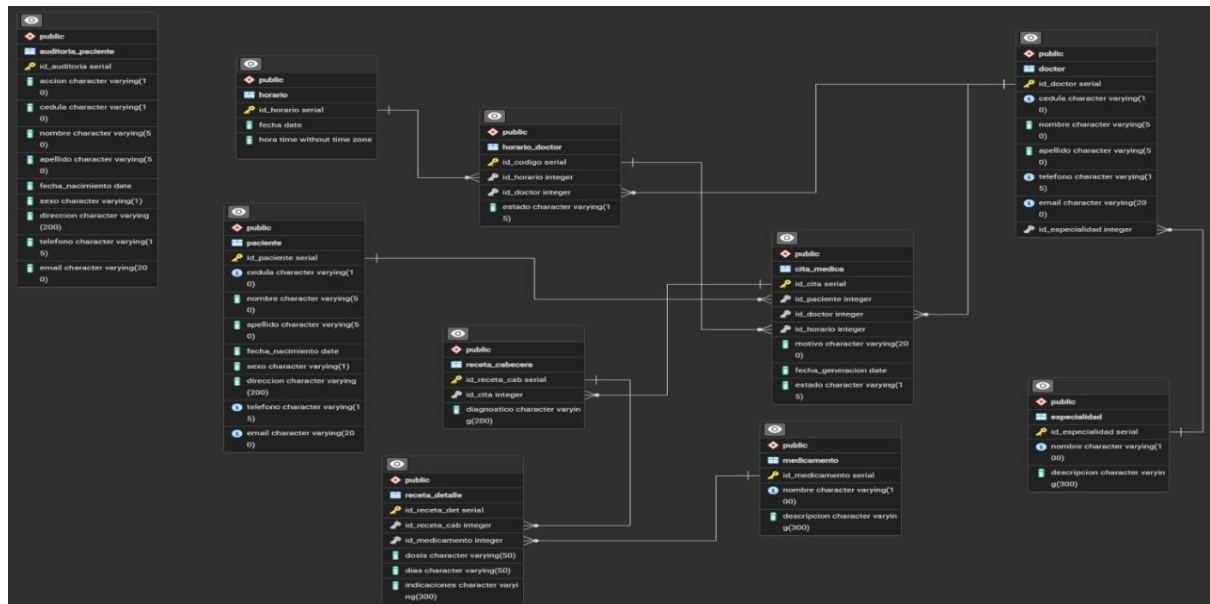 public
auditoria_paciente
id_auditoria serial
accion character varying(1
0)
cedula character varying(1
0)
nombre character varying(5
0)
apellido character varying(5
0)
fecha_nacimiento date
sexo character varying(1)
direccion character varying
(200)
telefono character varying(1
5)
email character varying(20
0)
public
horario
id_horario serial
fecha date
hora time without time zone
public
horario_doctor
id_codigo serial
id_horario integer
id_doctor integer
estado character varying(1
5)
public
doctor
id_doctor serial
cedula character varying(1
0)
nombre character varying(5
0)
apellido character varying(5
0)
telefono character varying(1
5)
email character varying(20
0)
id_especialidad integer
public
paciente
id_paciente serial
cedula character varying(1
0)
nombre character varying(5
0)
apellido character varying(5
0)
fecha_nacimiento date
sexo character varying(1)
direccion character varying
(200)
telefono character varying(1
5)
email character varying(20
0)
public
cita_medica
id_cita serial
id_paciente integer
id_doctor integer
id_horario integer
motivo character varying(20
0)
fecha_generacion date
estado character varying(1
5)
public
receta_cabecera
id_receta_cab serial
id_cita integer
diagnostico character varyin
g(200)
public
especialidad
id_especialidad serial
nombre character varying(1
00)
descripcion character varyin
g(300)
public
medicamento
id_medicamento serial
nombre character varying(1
00)
descripcion character varyin
g(300)
public
receta_detalle
id_receta_det serial
id_receta_cab integer
id_medicamento integer
dosis character varying(50)
dias character varying(50)
indicaciones character varyi
ng(300)